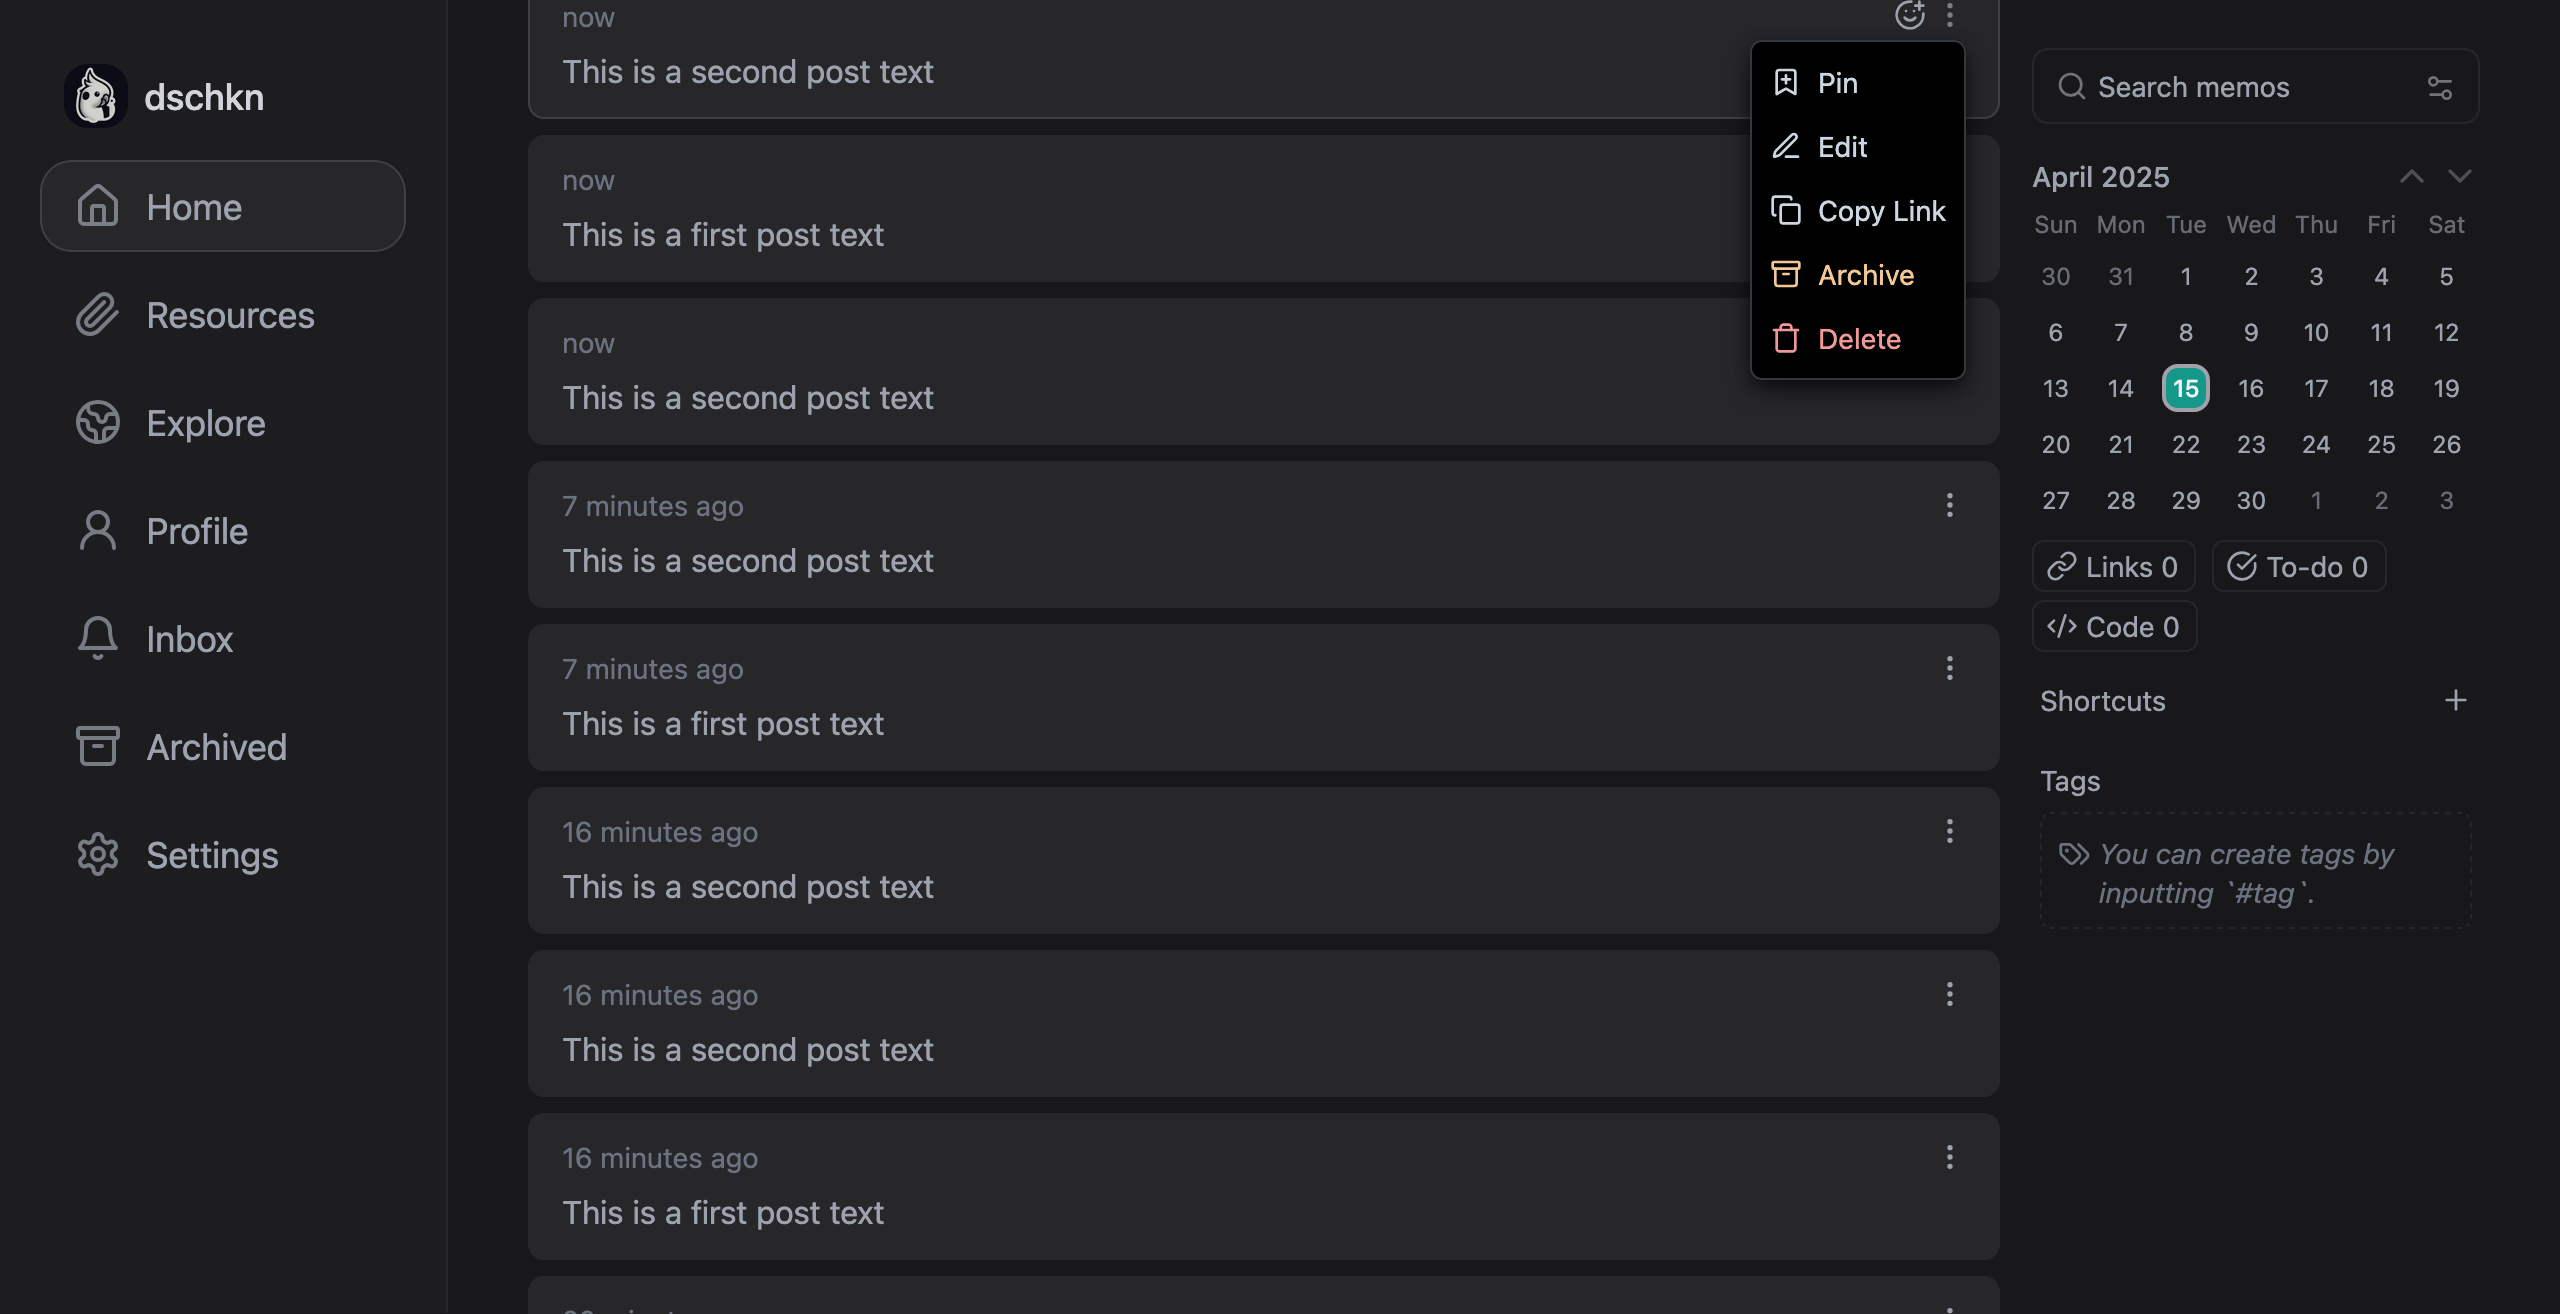 dschkn
Home
Resources
Explore
Profile
Inbox
Archived
Settings
now
This is a second post text
now
This is a first post text
now
This is a second post text
7 minutes ago
This is a second post text
7 minutes ago
This is a first post text
16 minutes ago
This is a second post text
16 minutes ago
This is a second post text
16 minutes ago
This is a first post text
Pin
Edit
Copy Link
Archive
Delete
Search memos
April 2025
Sun Mon Tue Wed Thu Fri Sat
30 31 1 2 3 4 5
6 7 8 9 10 11 12
13 14 15 16 17 18 19
20 21 22 23 24 25 26
27 28 29 30 1 2 3
Links 0 To-do 0
</> Code 0
Shortcuts
Tags
You can create tags by
inputting `#tag`.